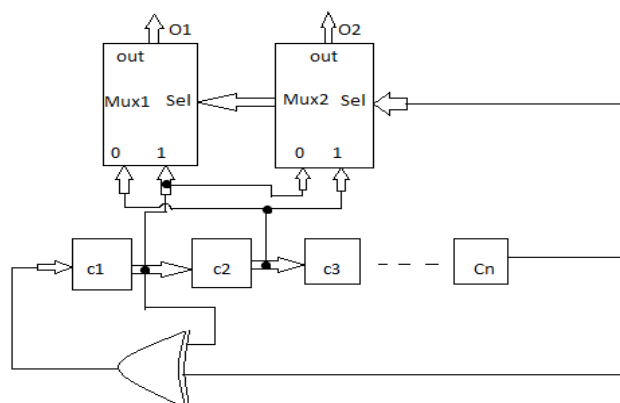 O1 O2
out out
Mux1 Sel Mux2 Sel
0 1 0 1
c1 c2 c3 Cn